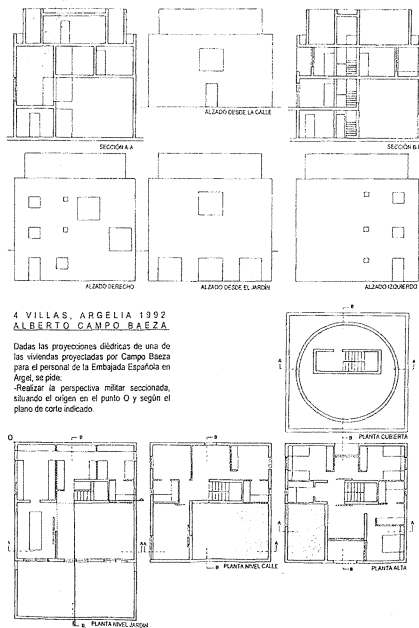 SECCIÓN A-A
ALZADO DESDE LA CALLE
SECCIÓN B-B
ALZADO DERECHO
ALZADO DESDE EL JARDÍN
ALZADO IZQUIERDO
4 VILLAS, ARGELIA 1992
ALBERTO CAMPO BAEZA
Dadas las proyecciones diédricas de una de
las viviendas proyectadas por Campo Baeza
para el personal de la Embajada Española en
Argel, se pide:
-Realizar la perspectiva militar seccionada,
situando el origen en el punto O y según el
plano de corte indicado.
B
A
A
B
PLANTA CUBIERTA
O
B
B
B
A
A
A
A
A
A
B
B
B
PLANTA NIVEL CALLE
PLANTA ALTA
PLANTA NIVEL JARDÍN